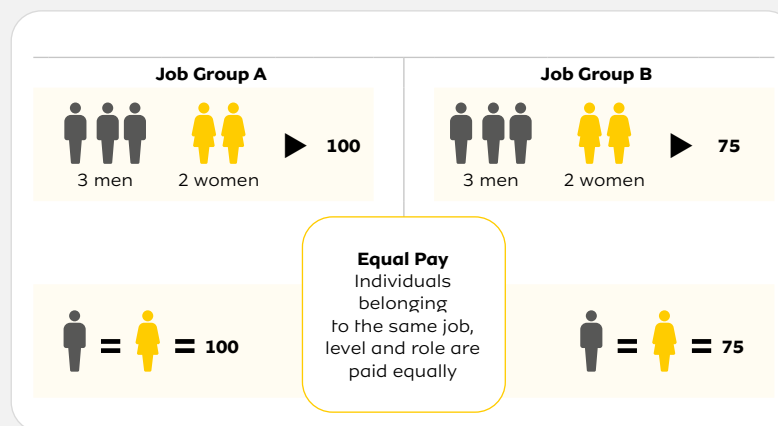 Job Group A
Job Group B
3 men
2 women
100
3 men
2 women
75
Equal Pay
Individuals
belonging
to the same job,
level and role are
paid equally
= = 100
= = 75